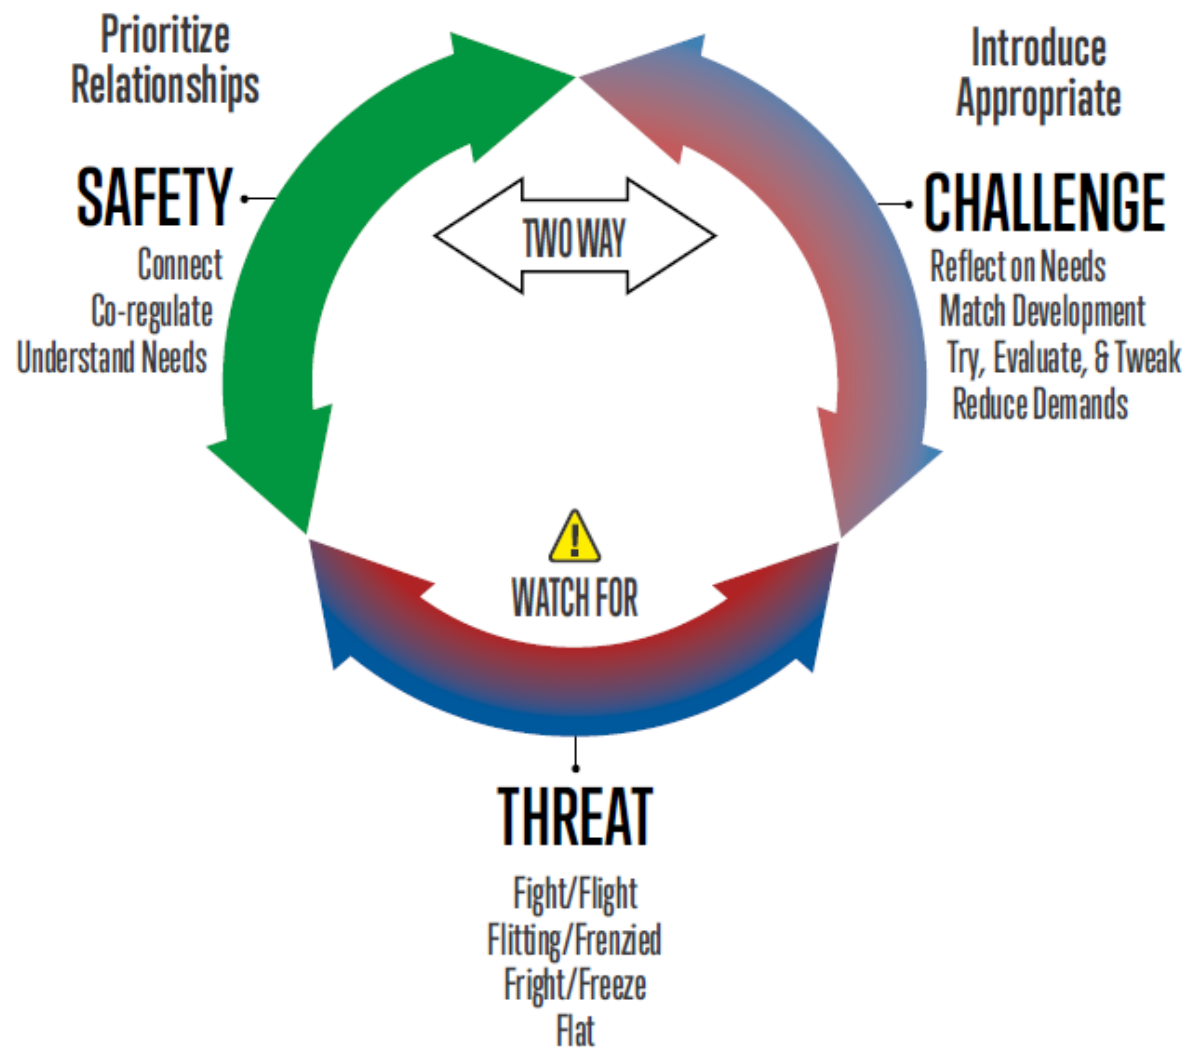 Prioritize
Relationships
SAFETY
Connect
Co-regulate
Understand Needs
Introduce
Appropriate
CHALLENGE
Reflect on Needs
Match Development
Try, Evaluate, & Tweak
Reduce Demands
TWO WAY
!
WATCH FOR
THREAT
Fight/Flight
Flitting/Frenzied
Fright/Freeze
Flat